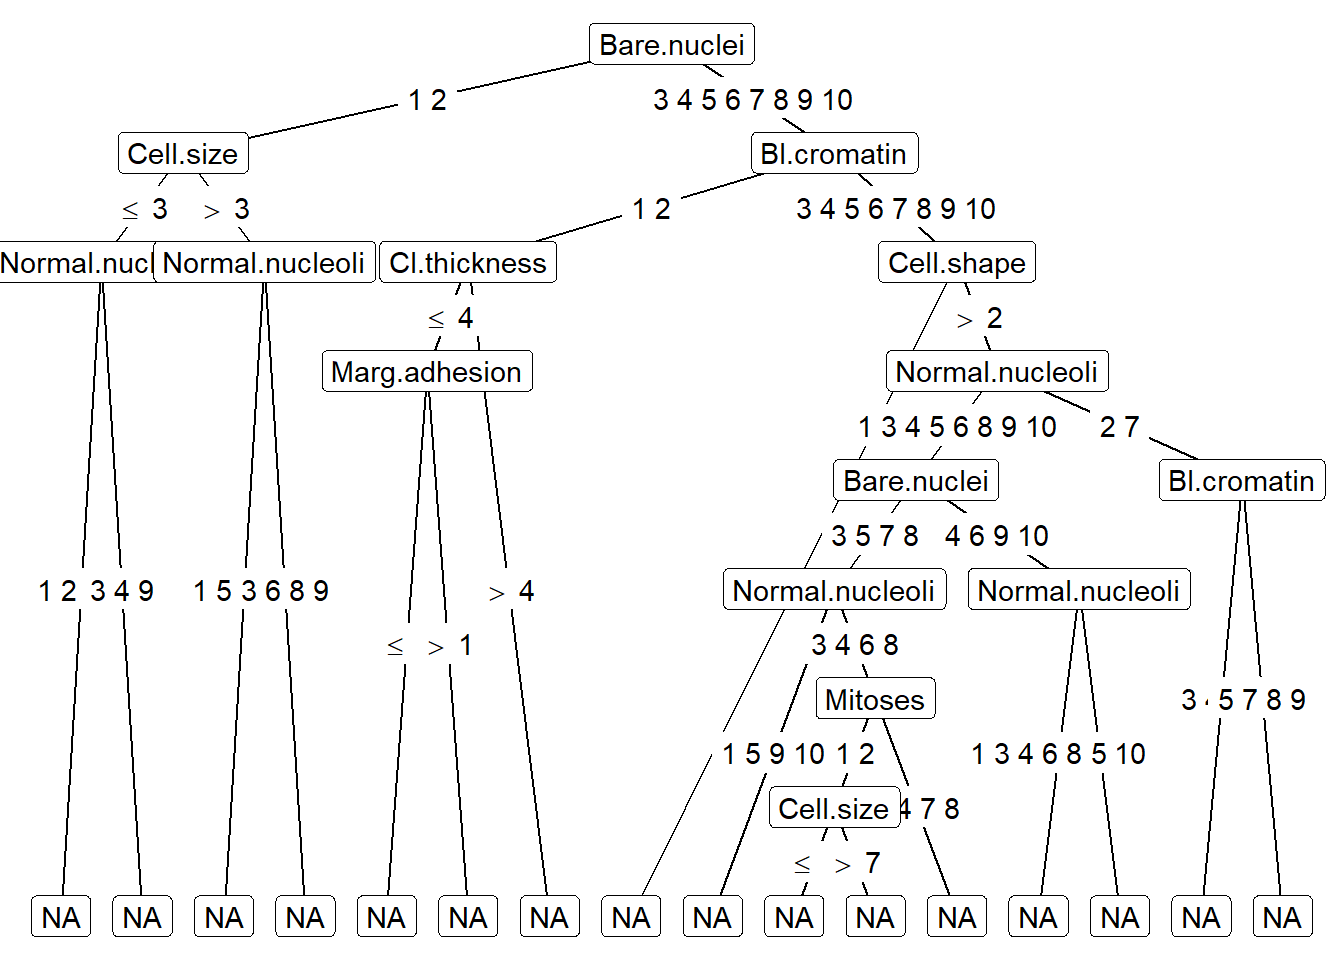 Bare.nuclei
1 2 3 4 5 6 7 8 9 10
Cell.size Bl.cromatin
≤ 3 > 3 1 2 3 4 5 6 7 8 9 10
Normal.nucl Normal.nucleoli Cl.thickness Cell.shape
≤ 4 > 2
Marg.adhesion Normal.nucleoli
1 3 4 5 6 8 9 10 2 7
Bare.nuclei Bl.cromatin
3 5 7 8 4 6 9 10
1 2 3 4 9 1 5 3 6 8 9 > 4 Normal.nucleoli Normal.nucleoli
≤ > 1 3 4 6 8
Mitoses 3 5 7 8 9
1 5 9 10 1 2 1 3 4 6 8 5 10
Cell.size 4 7 8
≤ > 7
NA NA NA NA NA NA NA NA NA NA NA NA NA NA NA NA